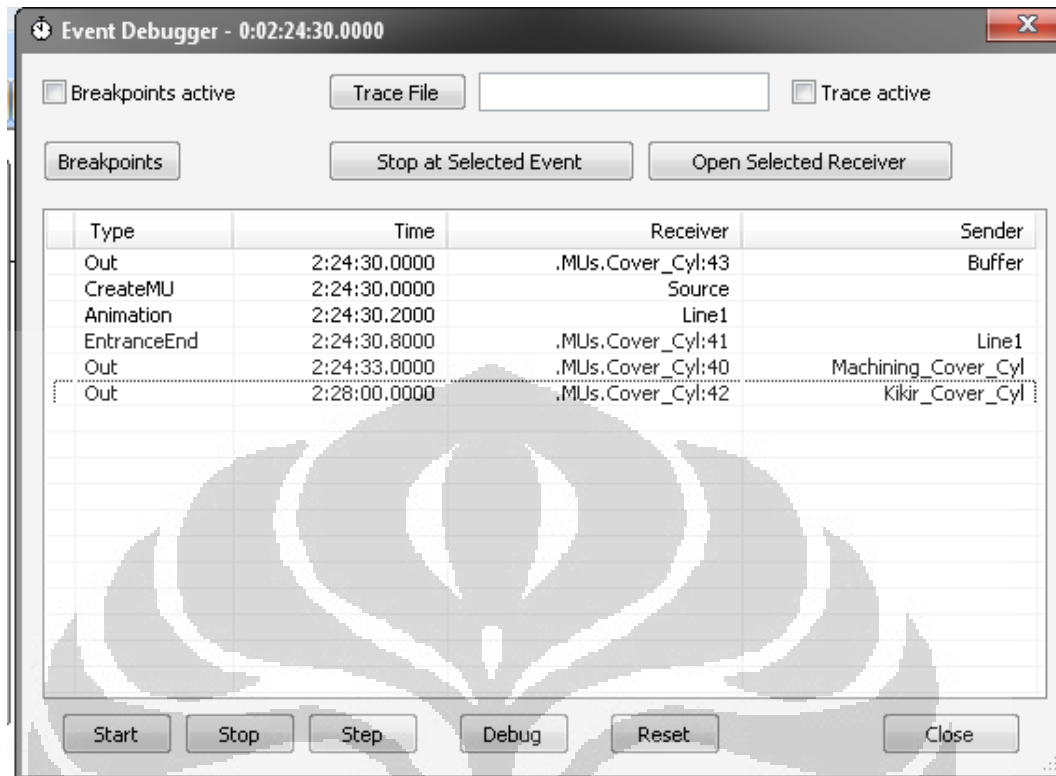 Event Debugger - 0:02:24:30.0000
Breakpoints active Trace File Trace active
Breakpoints Stop at Selected Event Open Selected Receiver
Type Time Receiver Sender
Out 2:24:30.0000 .MUs.Cover_Cyl:43 Buffer
CreateMU 2:24:30.0000 Source
Animation 2:24:30.2000 Line1
EntranceEnd 2:24:30.8000 .MUs.Cover_Cyl:41 Line1
Out 2:24:33.0000 .MUs.Cover_Cyl:40 Machining_Cover_Cyl
Out 2:28:00.0000 .MUs.Cover_Cyl:42 Kikir_Cover_Cyl
Start Stop Step Debug Reset Close